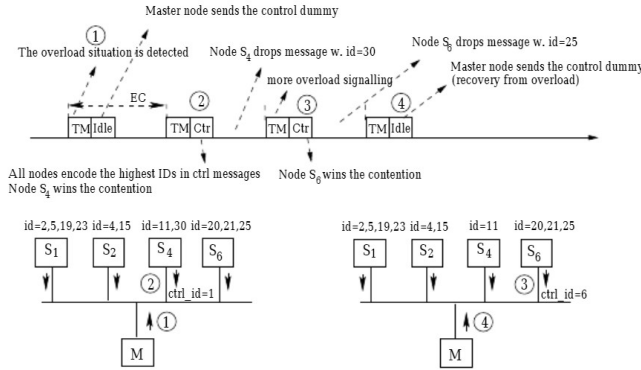 Master node sends the control dummy
1
The overload situation is detected
Node S4 drops message w. id=30
Node S6 drops message w. id=25
Master node sends the control dummy
(recovery from overload)
more overload signalling
EC
2
3
4
TM Idle
TM Ctr
TM Ctr
TM Idle
All nodes encode the highest IDs in ctrl messages
Node S4 wins the contention
Node S6 wins the contention
id=2,5,19,23 id=4,15 id=11,30 id=20,21,25
S1 S2 S4 S6
2
ctrl_id=1
1
M
id=2,5,19,23 id=4,15 id=11 id=20,21,25
S1 S2 S4 S6
3
ctrl_id=6
4
M